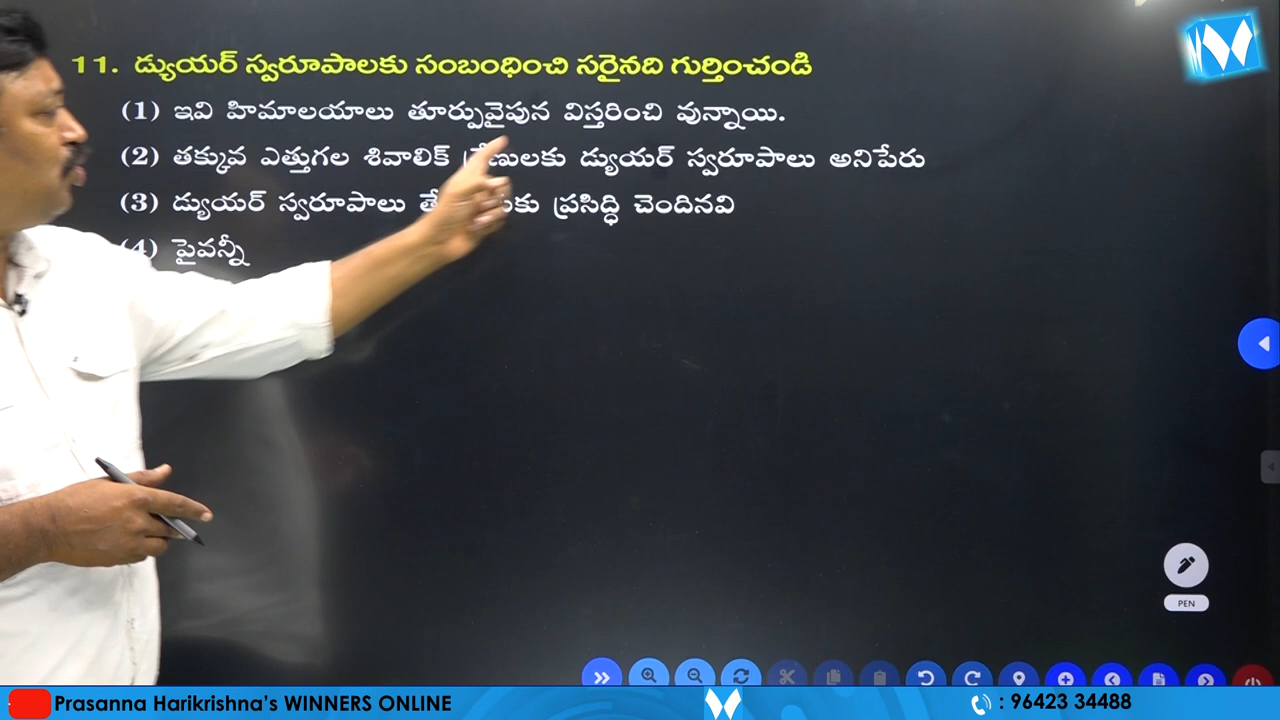 11. డ్యుయర్ స్వరూపాలకు సంబంధించి సరైనది గుర్తించండి
(1) ఇవి హిమాలయాలు తూర్పువైపున విస్తరించి వున్నాయి.
(2) తక్కువ ఎత్తుగల శివాలిక్ డ్యుయర్ స్వరూపాలు అనిపేరు
(3) డ్యుయర్ స్వరూపాలు ప్రసిద్ధి చెందినవి
(4) పైవన్నీ
PEN
Prasanna Harikrishna's WINNERS ONLINE
: 96423 34488